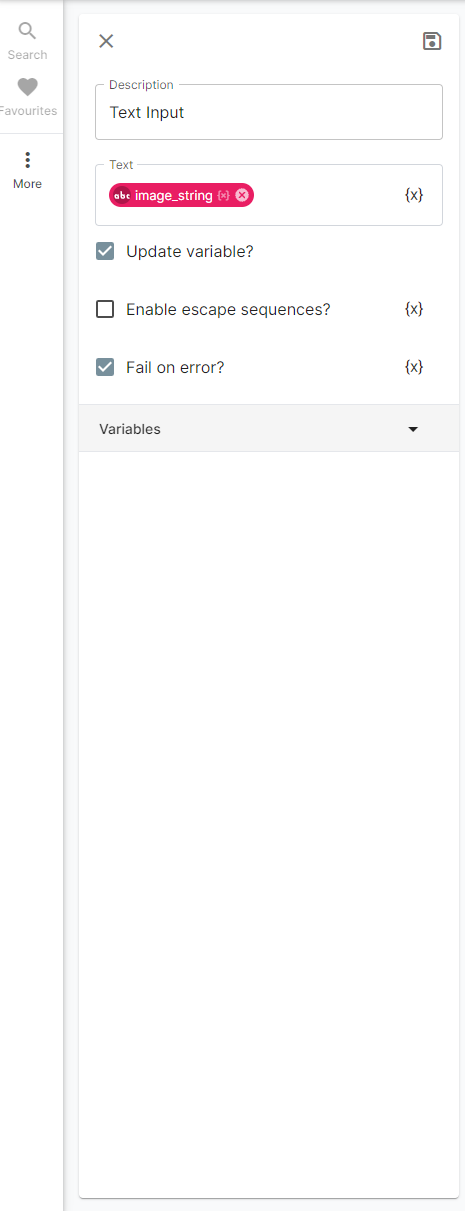 Search
Favourites
More
Description
Text Input
Text
abc image_string {x}
{x}
Update variable?
Enable escape sequences? {x}
Fail on error? {x}
Variables